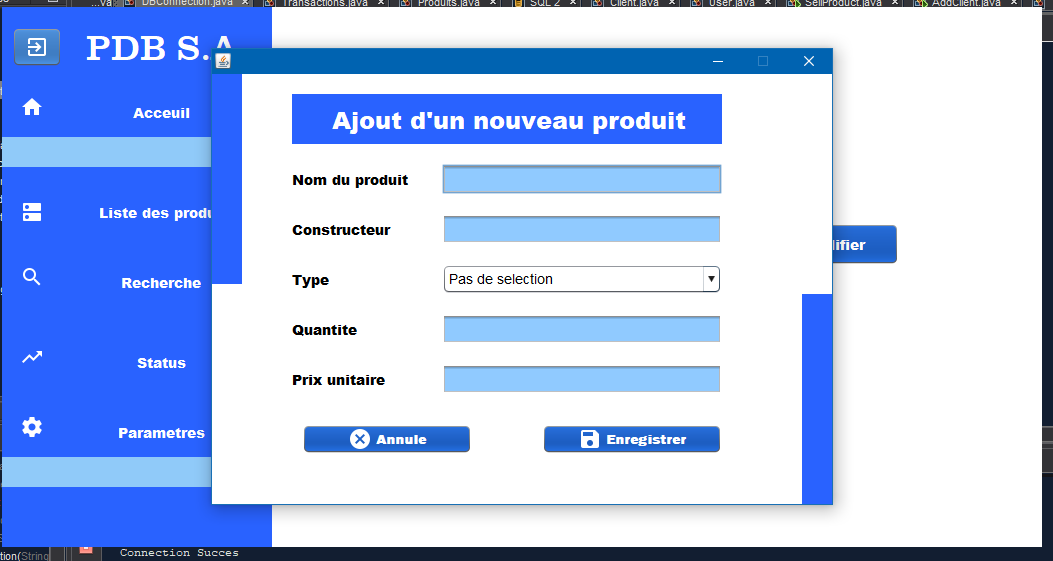 ...va DBConnection.java Transactions.java Produits.java SQL 2 Client.java User.java SellProduct.java AddClient.java
PDB S.A
Acceuil
Liste des produ
Recherche
Status
Parametres
Ajout d'un nouveau produit
Nom du produit
Constructeur
Type Pas de selection
Quantite
Prix unitaire
Annule Enregistrer
lifier
tion(String
Connection Succes